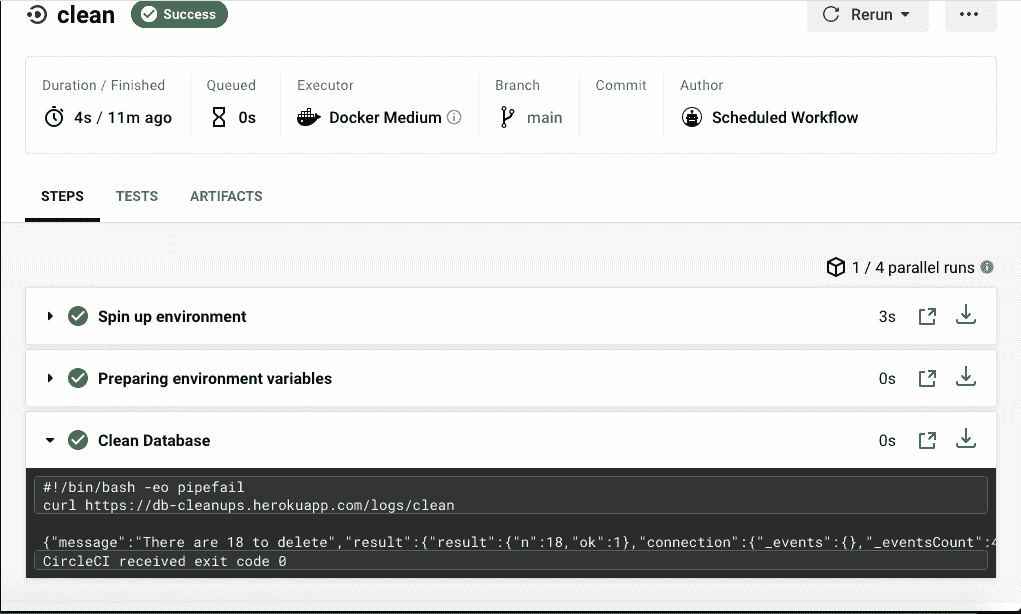 clean Success Rerun
Duration / Finished Queued Executor Branch Commit Author
4s / 11m ago 0s Docker Medium main Scheduled Workflow
STEPS TESTS ARTIFACTS
1 / 4 parallel runs
Spin up environment 3s
Preparing environment variables 0s
Clean Database 0s
#!/bin/bash -eo pipefail
curl https://db-cleanups.herokuapp.com/logs/clean
{"message":"There are 18 to delete","result":{"result":{"n":18,"ok":1},"connection":{"_events":{},"_eventsCount":4
CircleCI received exit code 0